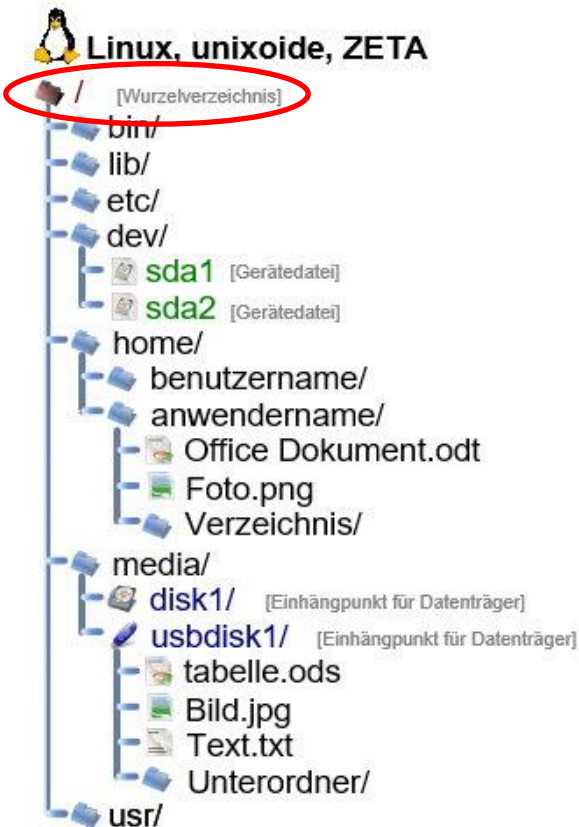 Linux, unixoide, ZETA
/ [Wurzelverzeichnis]
bin/
lib/
etc/
dev/
sda1 [Gerätedatei]
sda2 [Gerätedatei]
home/
benutzername/
anwendername/
Office Dokument.odt
Foto.png
Verzeichnis/
media/
disk1/ [Einhängpunkt für Datenträger]
usbdisk1/ [Einhängpunkt für Datenträger]
tabelle.ods
Bild.jpg
Text.txt
Unterordner/
usr/